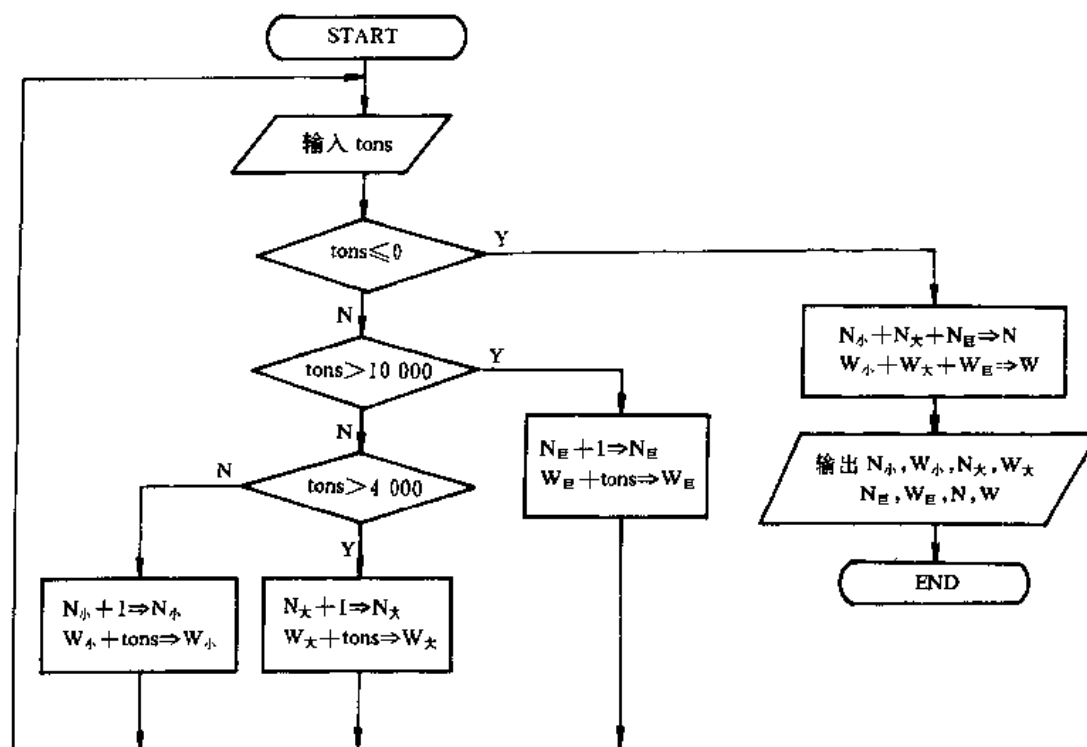 START
输入 tons
tons≤0
Y
N
N小+N大+N巨⇒N
W小+W大+W巨⇒W
tons>10 000
Y
N
N巨+1⇒N巨
W巨+tons⇒W巨
输出 N小,W小,N大,W大
N巨,W巨,N,W
tons>4 000
N
Y
END
N小+1⇒N小
W小+tons⇒W小
N大+1⇒N大
W大+tons⇒W大